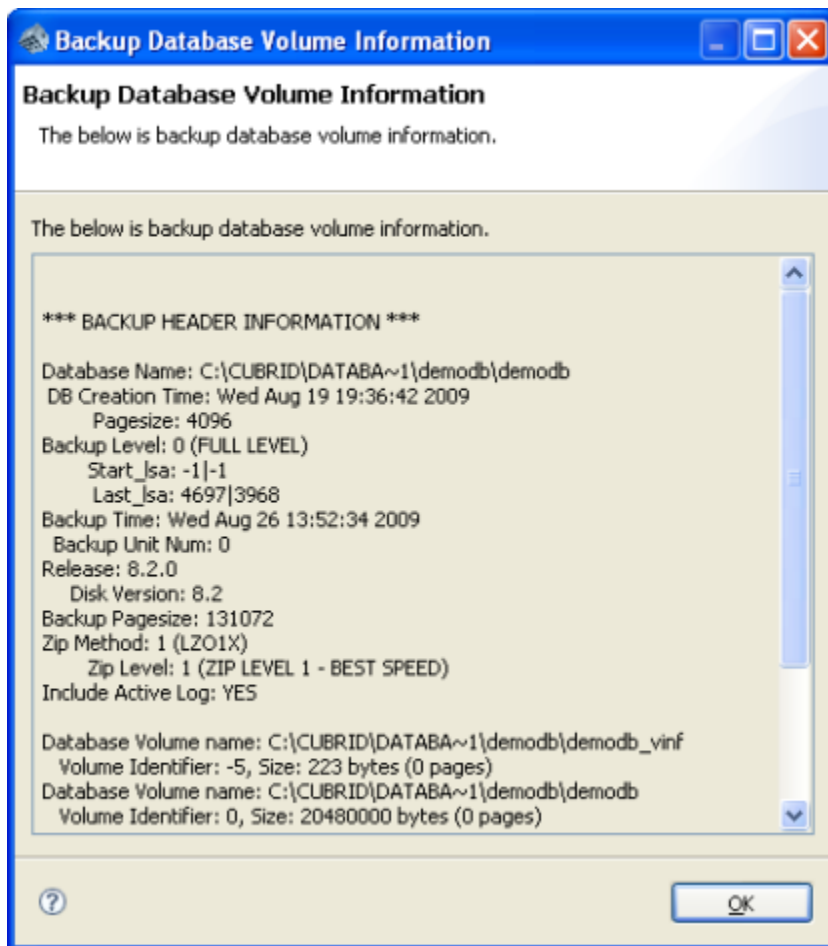 Backup Database Volume Information
Backup Database Volume Information
The below is backup database volume information.
The below is backup database volume information.
*** BACKUP HEADER INFORMATION ***
Database Name: C:\CUBRID\DATABA~1\demodb\demodb
DB Creation Time: Wed Aug 19 19:36:42 2009
Pagesize: 4096
Backup Level: 0 (FULL LEVEL)
Start_lsa: -1|-1
Last_lsa: 4697|3968
Backup Time: Wed Aug 26 13:52:34 2009
Backup Unit Num: 0
Release: 8.2.0
Disk Version: 8.2
Backup Pagesize: 131072
Zip Method: 1 (LZO1X)
Zip Level: 1 (ZIP LEVEL 1 - BEST SPEED)
Include Active Log: YES
Database Volume name: C:\CUBRID\DATABA~1\demodb\demodb_vinf
Volume Identifier: -5, Size: 223 bytes (0 pages)
Database Volume name: C:\CUBRID\DATABA~1\demodb\demodb
Volume Identifier: 0, Size: 20480000 bytes (0 pages)
?
OK